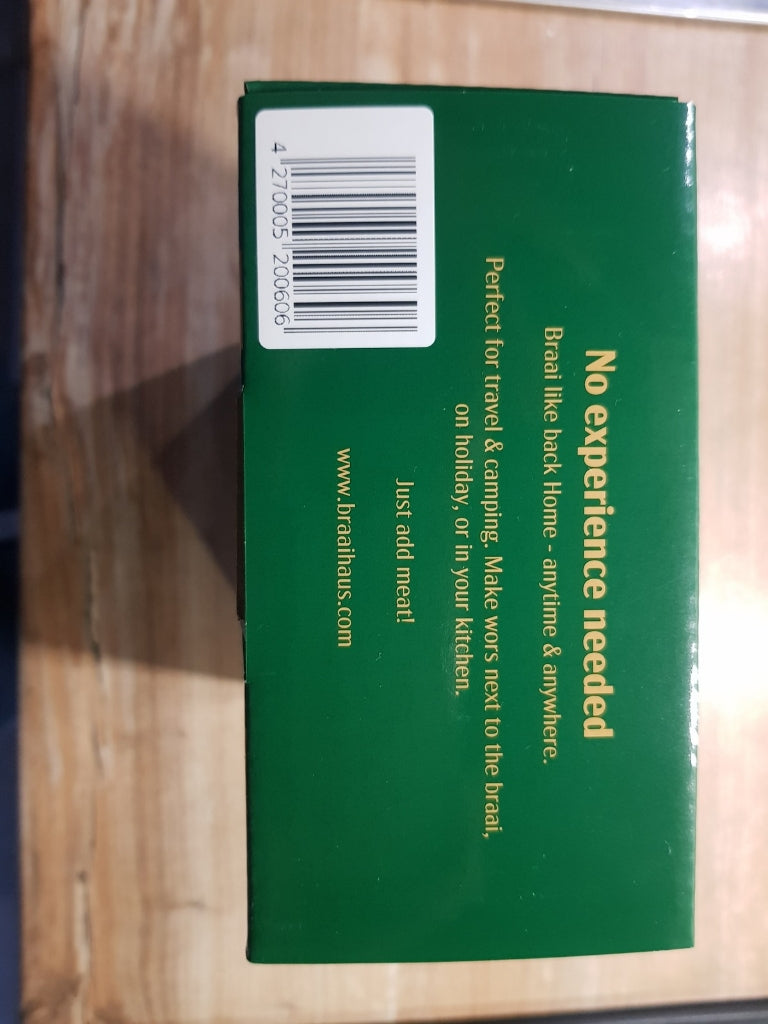 No experience needed
Braai like back Home - anytime & anywhere.
Perfect for travel & camping. Make wors next to the braai,
on holiday, or in your kitchen.
Just add meat!
www.braaihaus.com
4 270005 200606